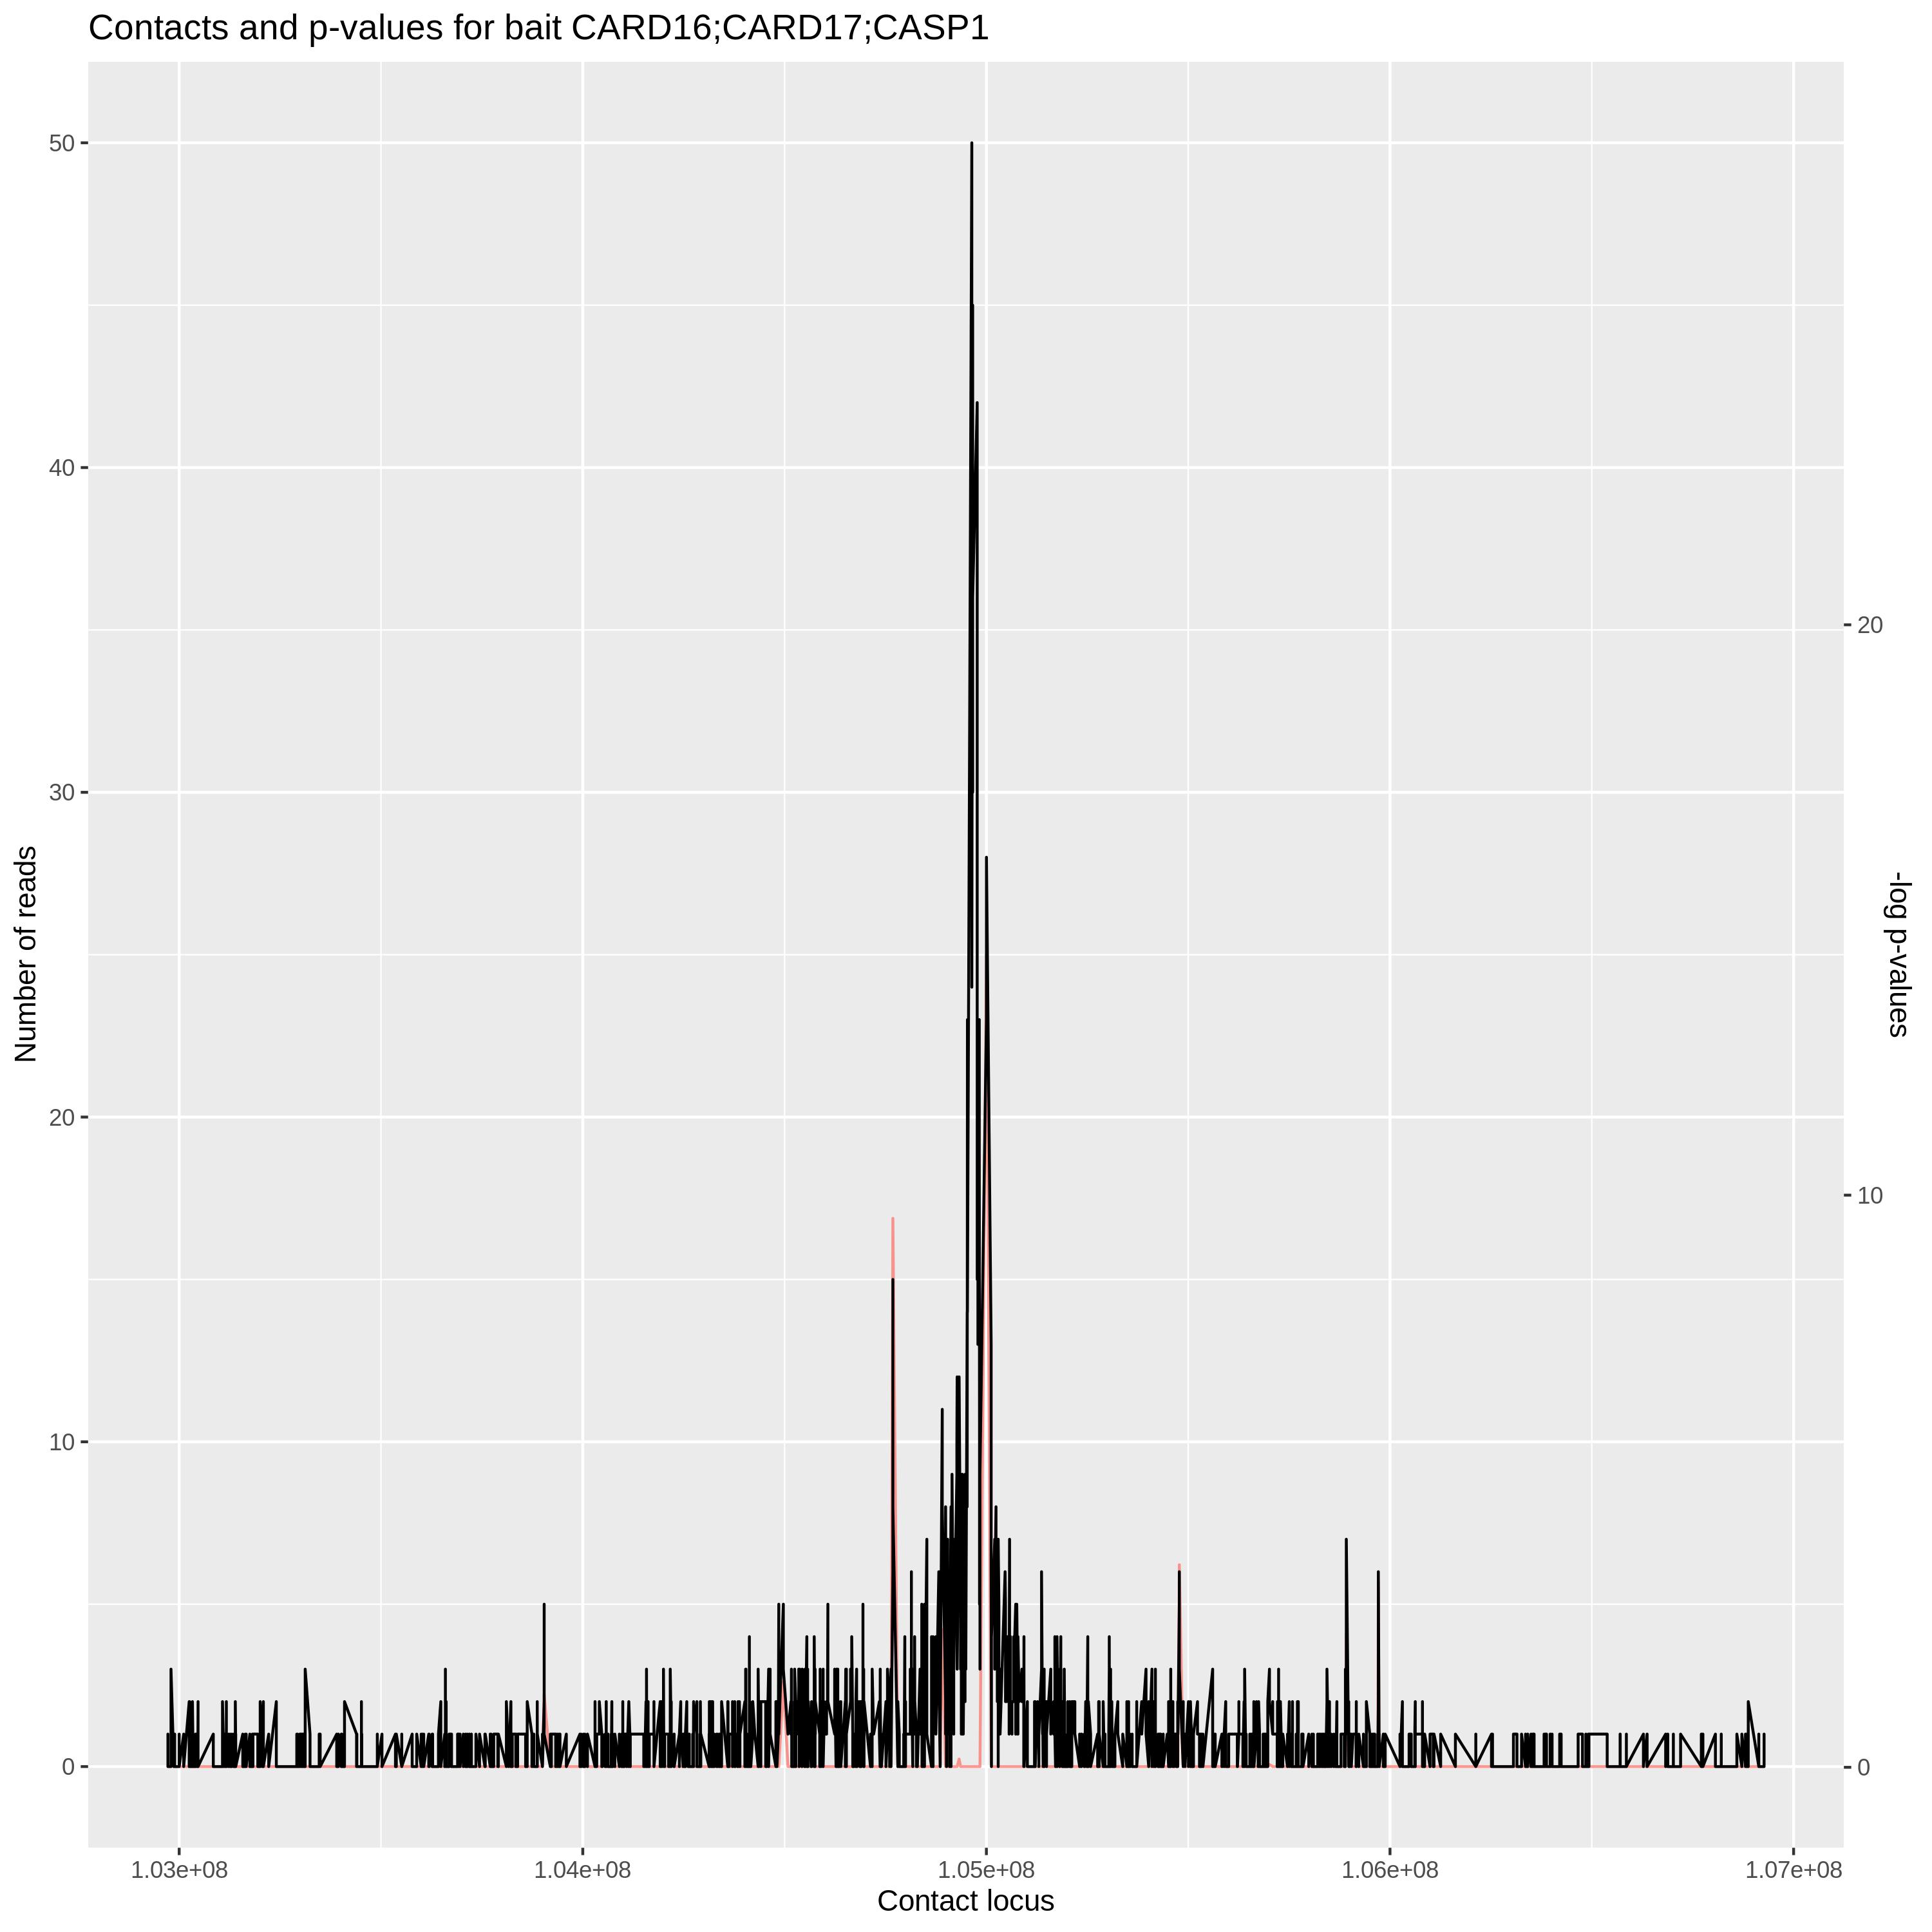 Contacts and p-values for bait CARD16;CARD17;CASP1
50
40
30
20
10
0
Number of reads
20
10
0
-log p-values
1.03e+08 1.04e+08 1.05e+08 1.06e+08 1.07e+08
Contact locus